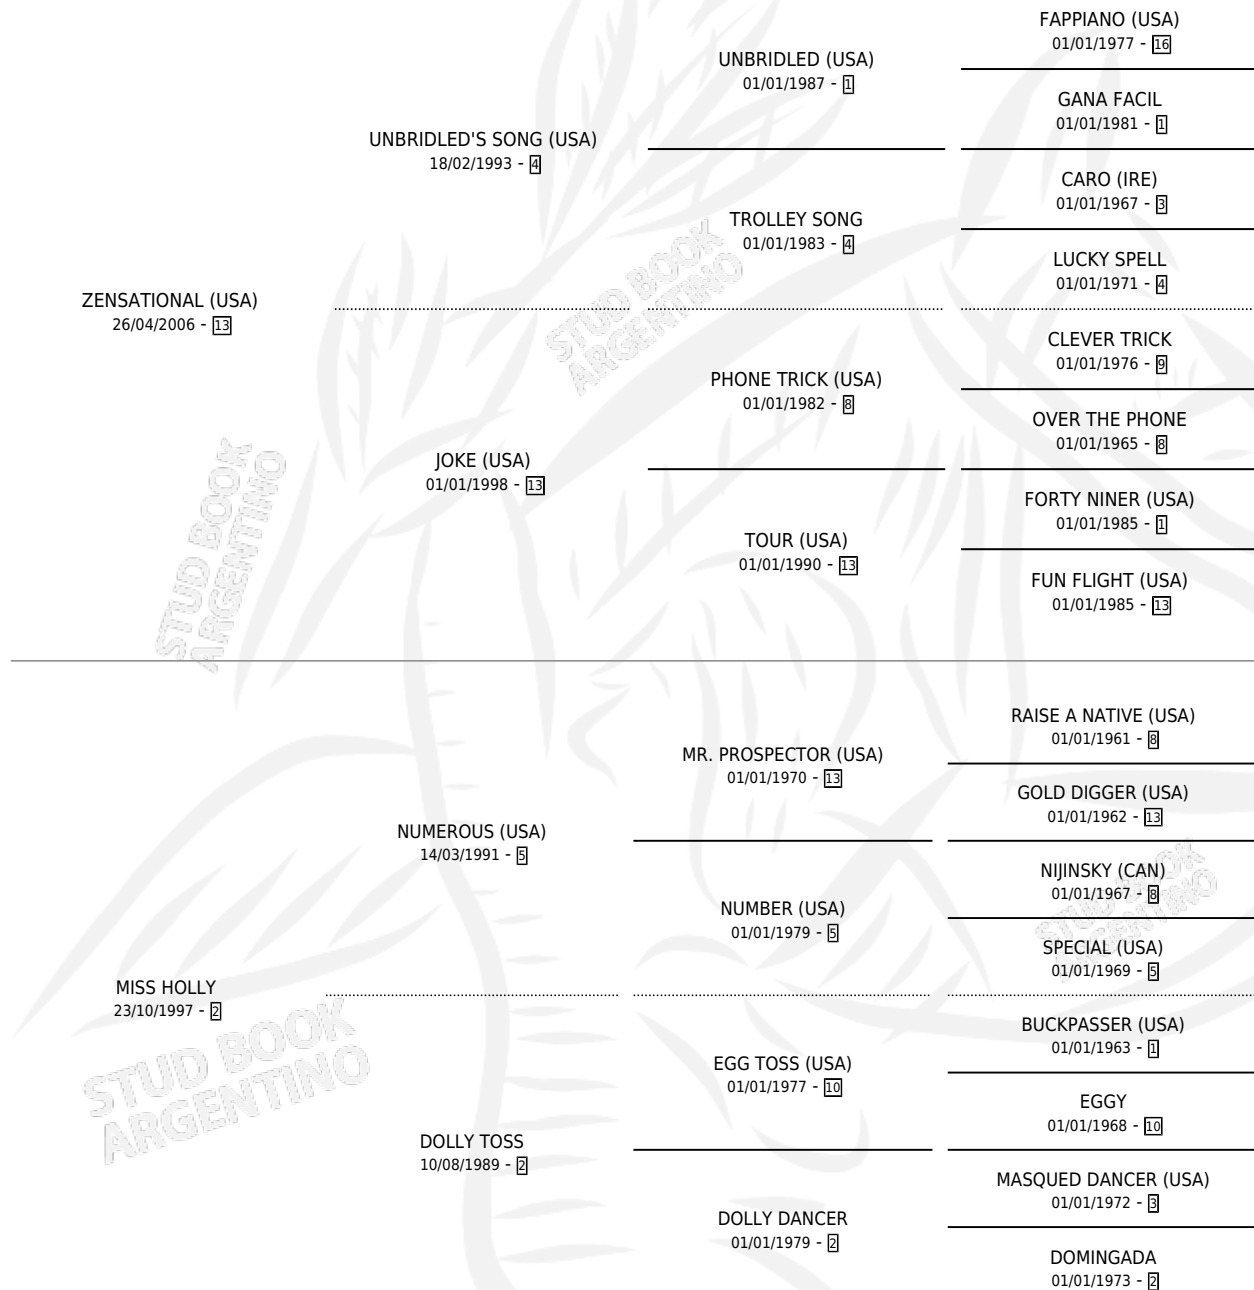 FAPPIANO (USA)
01/01/1977 - 16
UNBRIDLED (USA)
01/01/1987 - 1
GANA FACIL
01/01/1981 - 1
UNBRIDLED'S SONG (USA)
18/02/1993 - 4
CARO (IRE)
01/01/1967 - 3
TROLLEY SONG
01/01/1983 - 4
LUCKY SPELL
01/01/1971 - 4
ZENSATIONAL (USA)
26/04/2006 - 13
CLEVER TRICK
01/01/1976 - 9
PHONE TRICK (USA)
01/01/1982 - 8
OVER THE PHONE
01/01/1965 - 8
JOKE (USA)
01/01/1998 - 13
FORTY NINER (USA)
01/01/1985 - 1
TOUR (USA)
01/01/1990 - 13
FUN FLIGHT (USA)
01/01/1985 - 13
RAISE A NATIVE (USA)
01/01/1961 - 8
MR. PROSPECTOR (USA)
01/01/1970 - 13
GOLD DIGGER (USA)
01/01/1962 - 13
NUMEROUS (USA)
14/03/1991 - 5
NIJINSKY (CAN)
01/01/1967 - 8
NUMBER (USA)
01/01/1979 - 5
SPECIAL (USA)
01/01/1969 - 5
MISS HOLLY
23/10/1997 - 2
BUCKPASSER (USA)
01/01/1963 - 1
EGG TOSS (USA)
01/01/1977 - 10
EGGY
01/01/1968 - 10
DOLLY TOSS
10/08/1989 - 2
MASQUED DANCER (USA)
01/01/1972 - 3
DOLLY DANCER
01/01/1979 - 2
DOMINGADA
01/01/1973 - 2
STUD BOOK
ARGENTINO
STUD BOOK
ARGENTINO
STUD BOOK
ARGENTINO
STUD BOOK
ARGENTINO